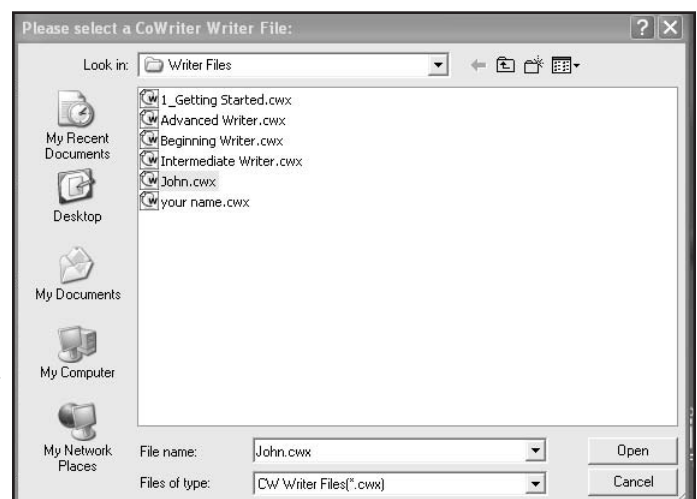 Please select a CoWriter Writer File:
Look in: Writer Files
1_Getting Started.cwx
Advanced Writer.cwx
Beginning Writer.cwx
Intermediate Writer.cwx
John.cwx
your name.cwx
My Recent
Documents
Desktop
My Documents
My Computer
My Network
Places
File name: John.cwx Open
Files of type: CW Writer Files(*.cwx) Cancel